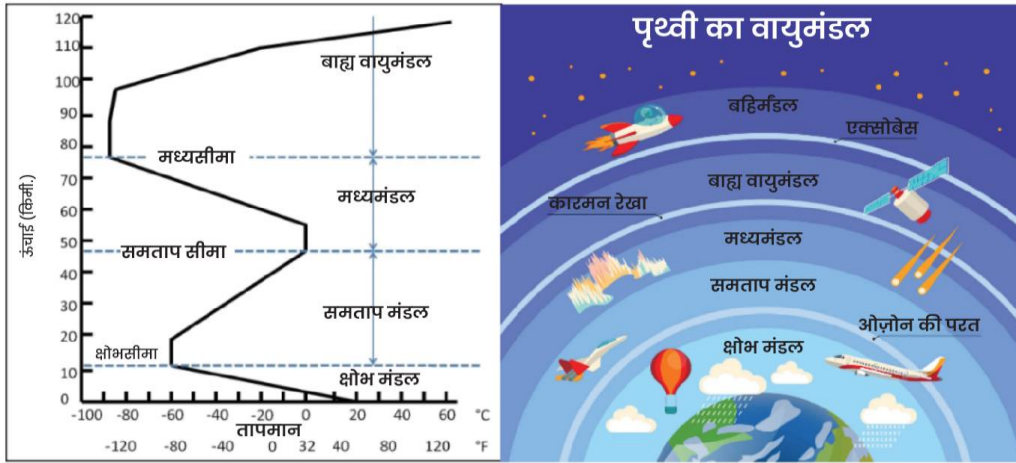 120
110
100
90
80
70
60
50
40
30
20
10
0
ऊंचाई (किमी.)
बाह्य वायुमंडल
मध्यसीमा
मध्यमंडल
समताप सीमा
समताप मंडल
क्षोभसीमा
क्षोभ मंडल
-100 -80 -60 -40 -20 0 20 40 60 °C
तापमान
-120 -80 -40 0 32 40 80 120 °F
पृथ्वी का वायुमंडल
बहिर्मंडल
एक्सोबेस
बाह्य वायुमंडल
कारमन रेखा
मध्यमंडल
समताप मंडल
ओज़ोन की परत
क्षोभ मंडल